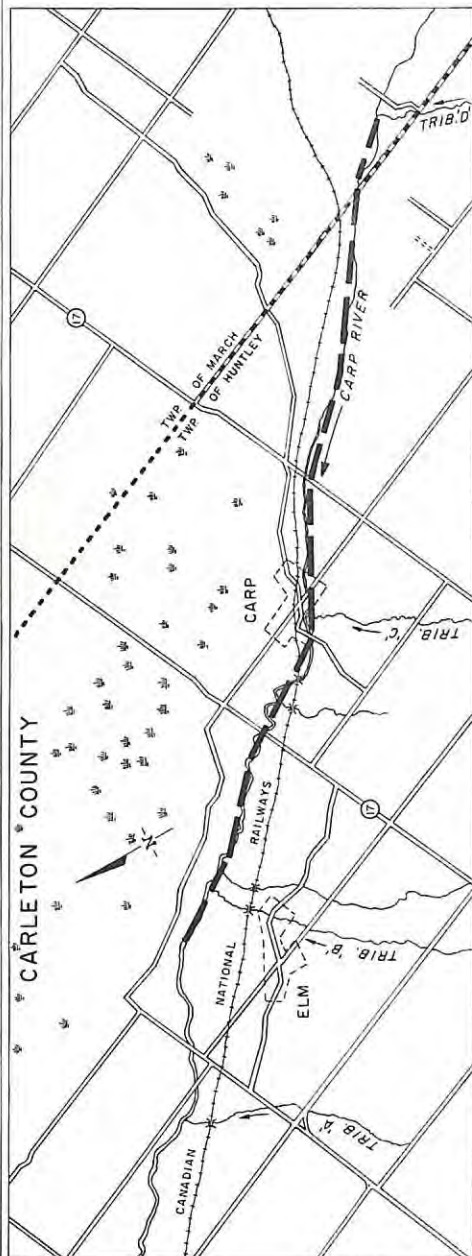 TRIB. 'D'
17
TWP. OF MARCH
TWP. OF HUNTLEY
CARP RIVER
CARP
TRIB. 'C'
CARLETON COUNTY
-N-
17
CANADIAN NATIONAL RAILWAYS
ELM
TRIB. 'B'
TRIB. 'A'